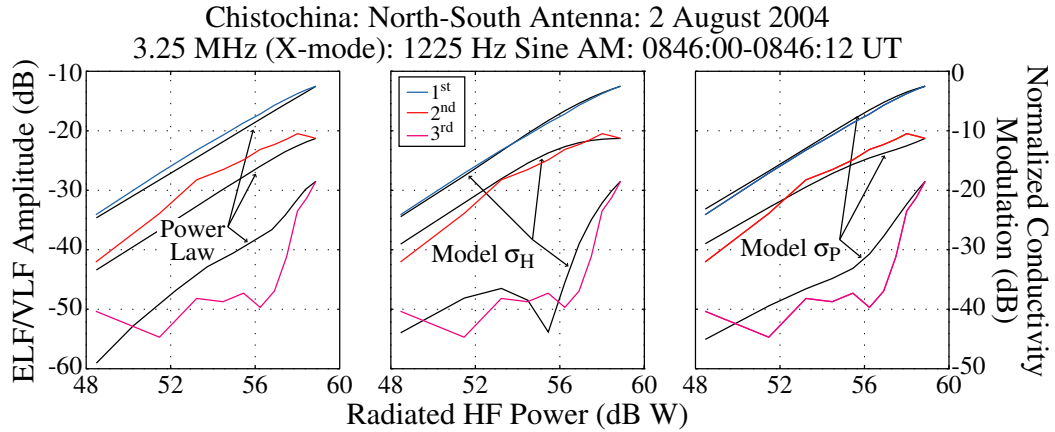 Chistochina: North-South Antenna: 2 August 2004
3.25 MHz (X-mode): 1225 Hz Sine AM: 0846:00-0846:12 UT
ELF/VLF Amplitude (dB)
-10
-20
-30
-40
-50
-60
48
52
56
60
Power
Law
1st
2nd
3rd
48
52
56
60
Model σH
48
52
56
60
Model σP
0
-10
-20
-30
-40
-50
Normalized Conductivity
Modulation (dB)
Radiated HF Power (dB W)